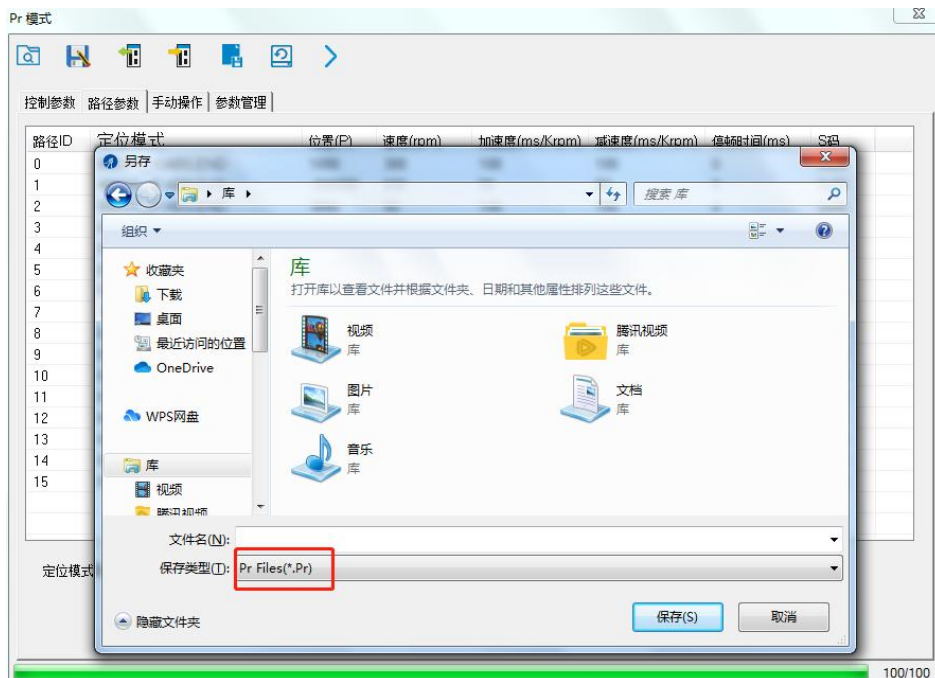 Pr 模式
控制参数 路径参数 手动操作 参数管理
路径ID 定位模式 位置(P) 速度(rpm) 加速度(ms/Krpm) 减速度(ms/Krpm) 停顿时间(ms) S码
另存
库
搜索 库
组织
收藏夹
下载
桌面
最近访问的位置
OneDrive
WPS网盘
库
视频
腾讯视频
库
打开库以查看文件并根据文件夹、日期和其他属性排列这些文件。
视频
库
腾讯视频
库
图片
库
文档
库
音乐
库
0
1
2
3
4
5
6
7
8
9
10
11
12
13
14
15
文件名(N):
保存类型(T): Pr Files(*.Pr)
隐藏文件夹
保存(S) 取消
定位模式
100/100